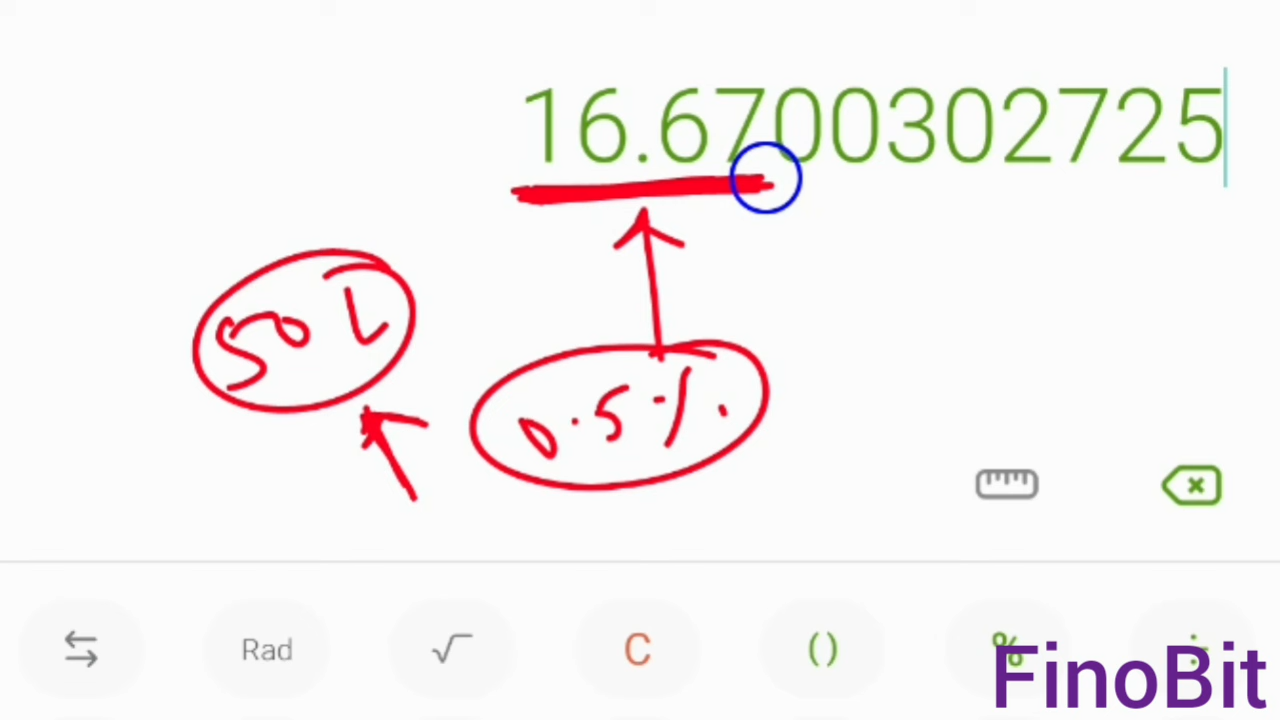 16.6700302725
50 L
0.5%
Rad √ C () % ÷
FinoBit